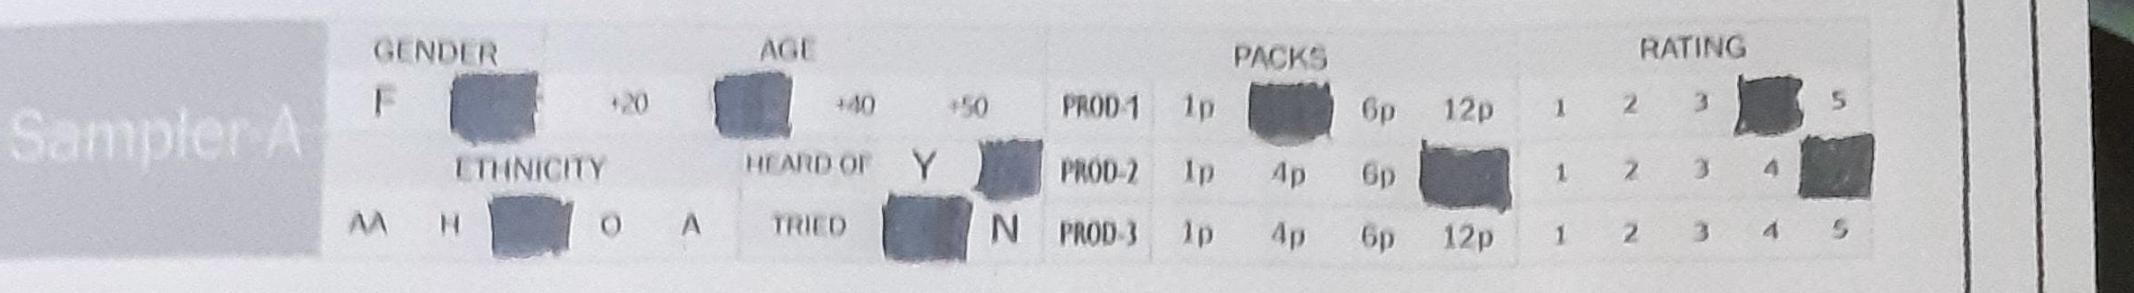 GENDER AGE PACKS RATING
F +20 +40 +50 PROD-1 1p 6p 12p 1 2 3 5
Sampler-A
ETHNICITY HEARD OF Y PROD-2 1p 4p 6p 1 2 3 4
AA H O A TRIED N PROD-3 1p 4p 6p 12p 1 2 3 4 5